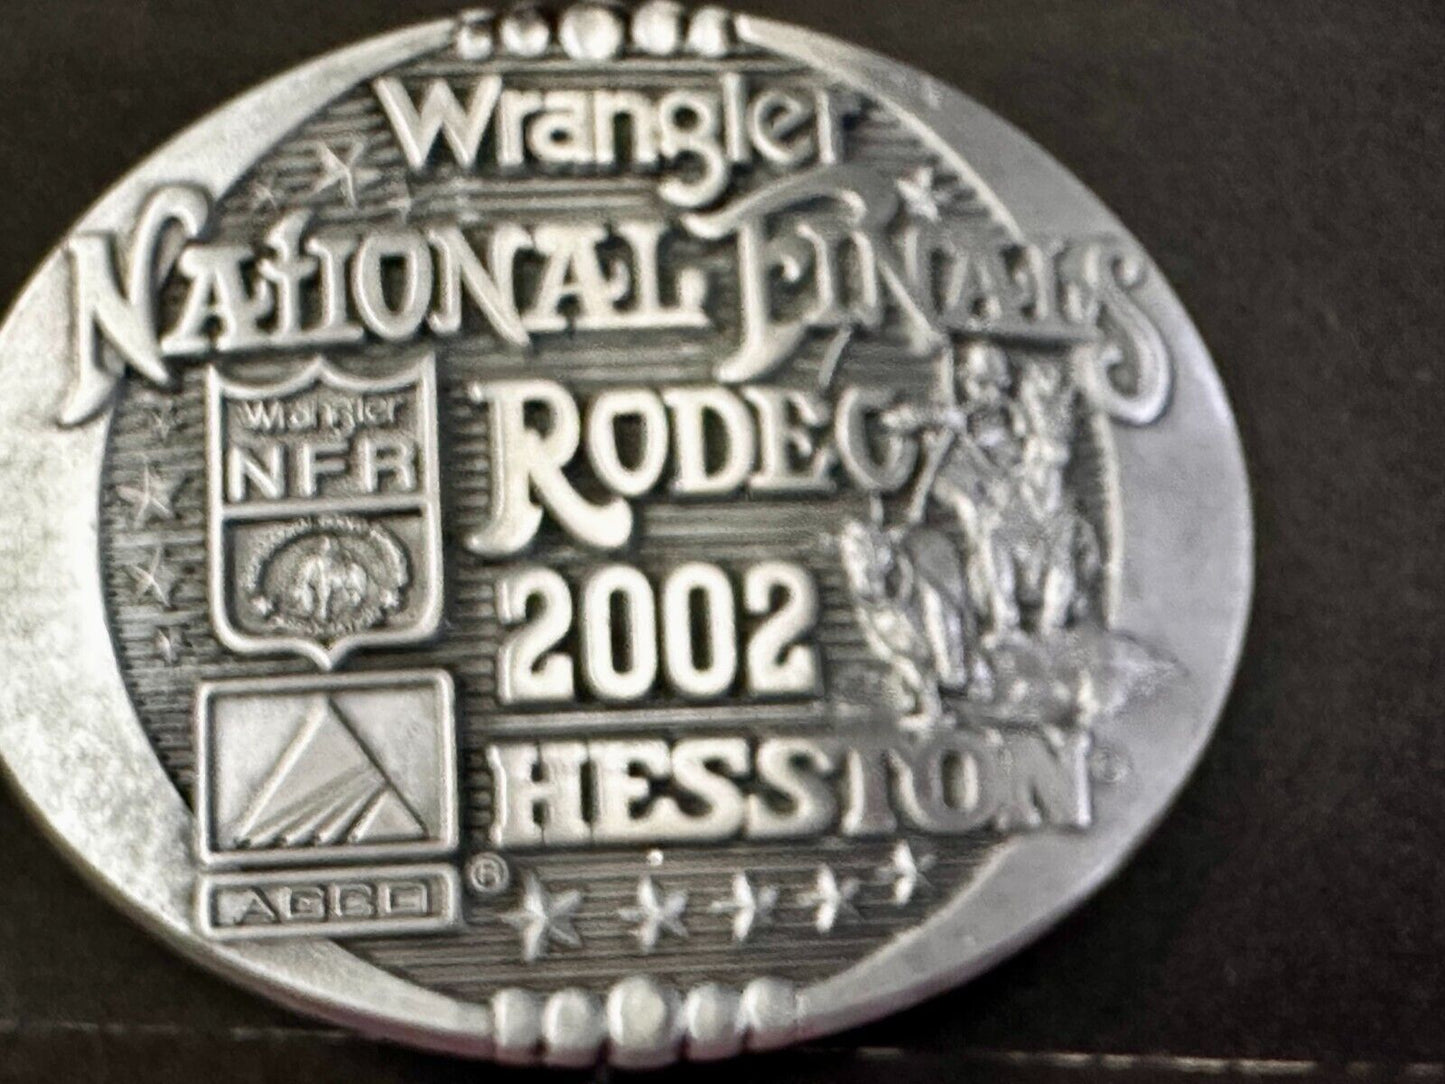 Wrangler
NATIONAL FINALS
Wrangler
NFR
RODEO
2002
HESSTON®
AGCO
®